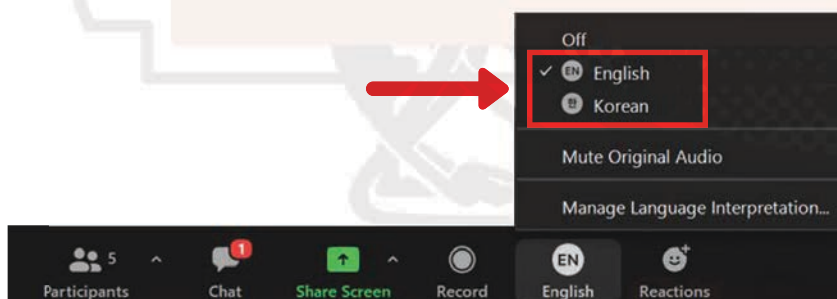 Off
✓ EN English
한 Korean
Mute Original Audio
Manage Language Interpretation...
5
1
EN
Participants Chat Share Screen Record English Reactions